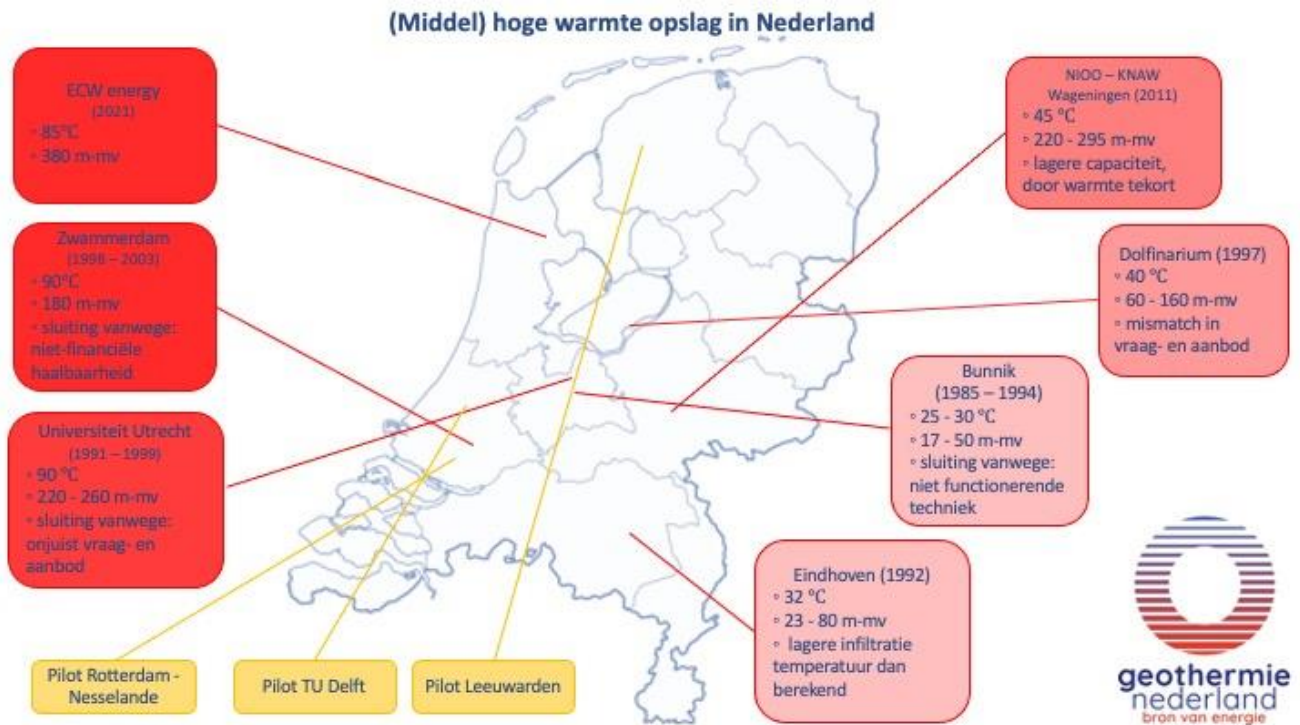 (Middel) hoge warmte opslag in Nederland
ECW energy
(2021)
◦ 85°C
◦ 380 m-mv
Zwammerdam
(1998 – 2003)
◦ 90°C
◦ 180 m-mv
◦ sluiting vanwege:
niet-financiële
haalbaarheid
Universiteit Utrecht
(1991 – 1999)
◦ 90 °C
◦ 220 - 260 m-mv
◦ sluiting vanwege:
onjuist vraag- en
aanbod
NIOO – KNAW
Wageningen (2011)
◦ 45 °C
◦ 220 - 295 m-mv
◦ lagere capaciteit,
door warmte tekort
Dolfinarium (1997)
◦ 40 °C
◦ 60 - 160 m-mv
◦ mismatch in
vraag- en aanbod
Bunnik
(1985 – 1994)
◦ 25 - 30 °C
◦ 17 - 50 m-mv
◦ sluiting vanwege:
niet functionerende
techniek
Eindhoven (1992)
◦ 32 °C
◦ 23 - 80 m-mv
◦ lagere infiltratie
temperatuur dan
berekend
Pilot Rotterdam -
Nesselande
Pilot TU Delft
Pilot Leeuwarden
geothermie
nederland
bron van energie